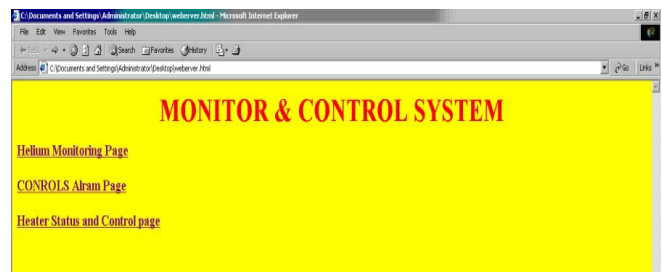 C:\Documents and Settings\Administrator\Desktop\weberver.html - Microsoft Internet Explorer
File Edit View Favorites Tools Help
Back Search Favorites History
Address C:\Documents and Settings\Administrator\Desktop\weberver.html Go Links »
MONITOR & CONTROL SYSTEM
Helium Monitoring Page
CONROLS Alram Page
Heater Status and Control page